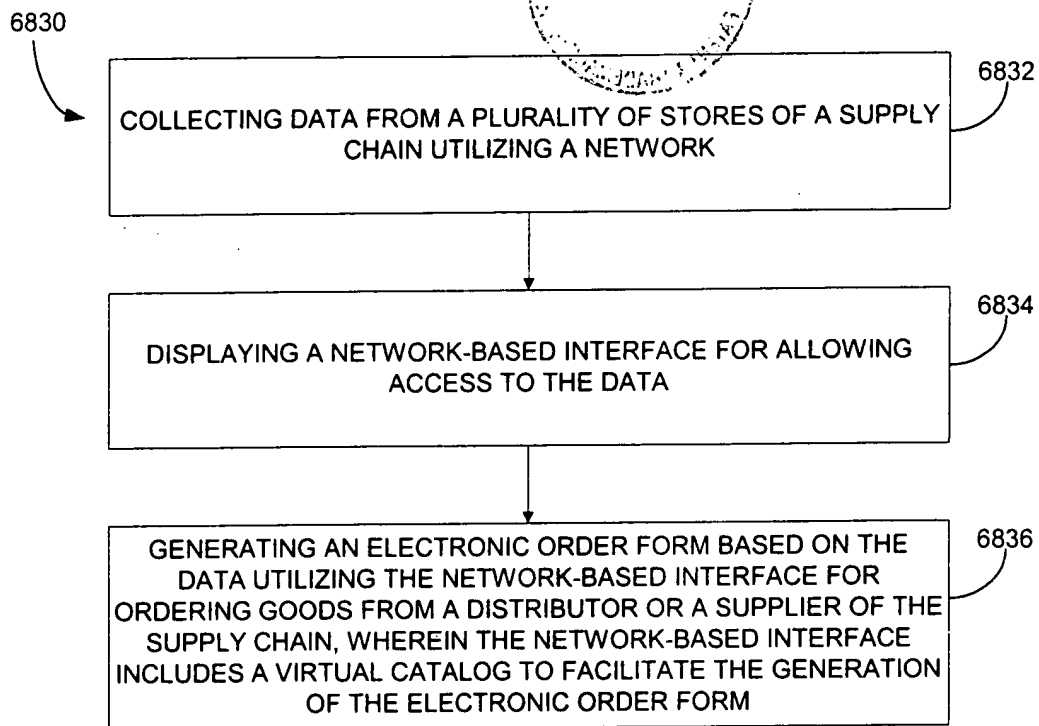 6830
6832
COLLECTING DATA FROM A PLURALITY OF STORES OF A SUPPLY
CHAIN UTILIZING A NETWORK
6834
DISPLAYING A NETWORK-BASED INTERFACE FOR ALLOWING
ACCESS TO THE DATA
6836
GENERATING AN ELECTRONIC ORDER FORM BASED ON THE
DATA UTILIZING THE NETWORK-BASED INTERFACE FOR
ORDERING GOODS FROM A DISTRIBUTOR OR A SUPPLIER OF THE
SUPPLY CHAIN, WHEREIN THE NETWORK-BASED INTERFACE
INCLUDES A VIRTUAL CATALOG TO FACILITATE THE GENERATION
OF THE ELECTRONIC ORDER FORM